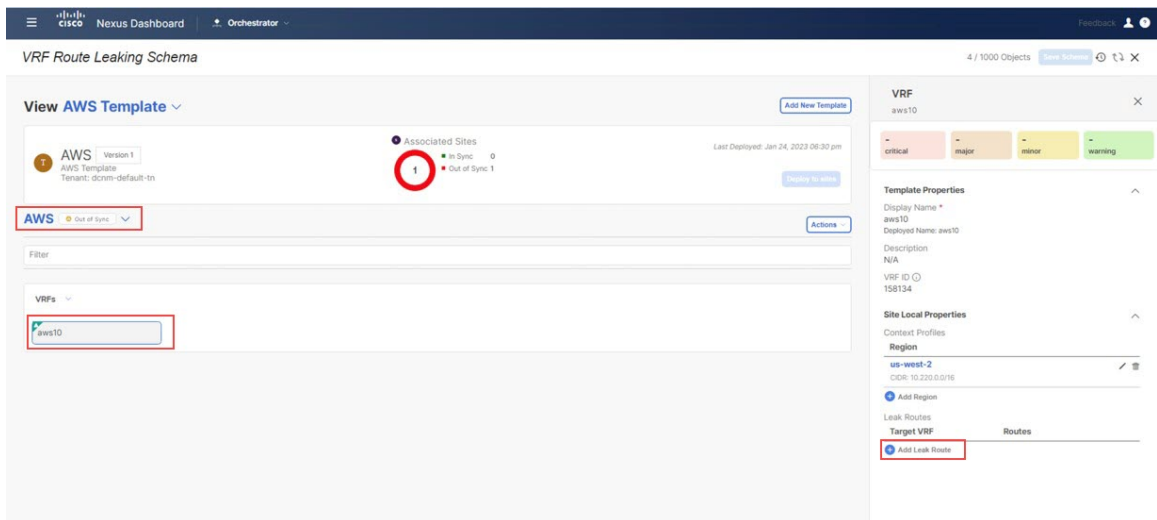 cisco Nexus Dashboard Orchestrator Feedback
VRF Route Leaking Schema 4 / 1000 Objects Save Schema
View AWS Template Add New Template
T AWS Version 1
AWS Template
Tenant: dcnm-default-tn
Associated Sites
1
In Sync 0
Out of Sync 1
Last Deployed: Jan 24, 2023 06:30 pm
Deploy to sites
AWS Out of Sync Actions
Filter
VRFs
aws10
VRF
aws10
- - - -
critical major minor warning
Template Properties
Display Name *
aws10
Deployed Name: aws10
Description
N/A
VRF ID
158134
Site Local Properties
Context Profiles
Region
us-west-2
CIDR: 10.220.0.0/16
Add Region
Leak Routes
Target VRF Routes
Add Leak Route